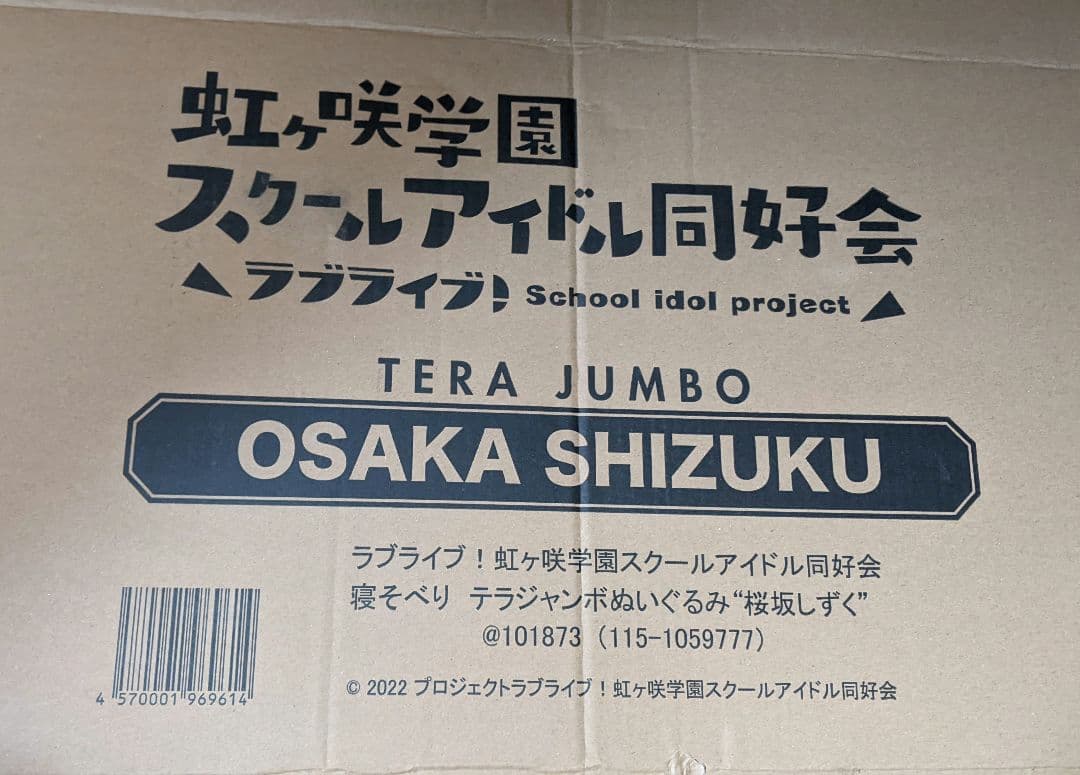 虹ヶ咲学園
スクールアイドル同好会
ラブライブ! School idol project
TERA JUMBO
OSAKA SHIZUKU
ラブライブ!虹ヶ咲学園スクールアイドル同好会
寝そべり テラジャンボぬいぐるみ“桜坂しずく”
@101873 (115-1059777)
4 570001 969614
© 2022 プロジェクトラブライブ!虹ヶ咲学園スクールアイドル同好会